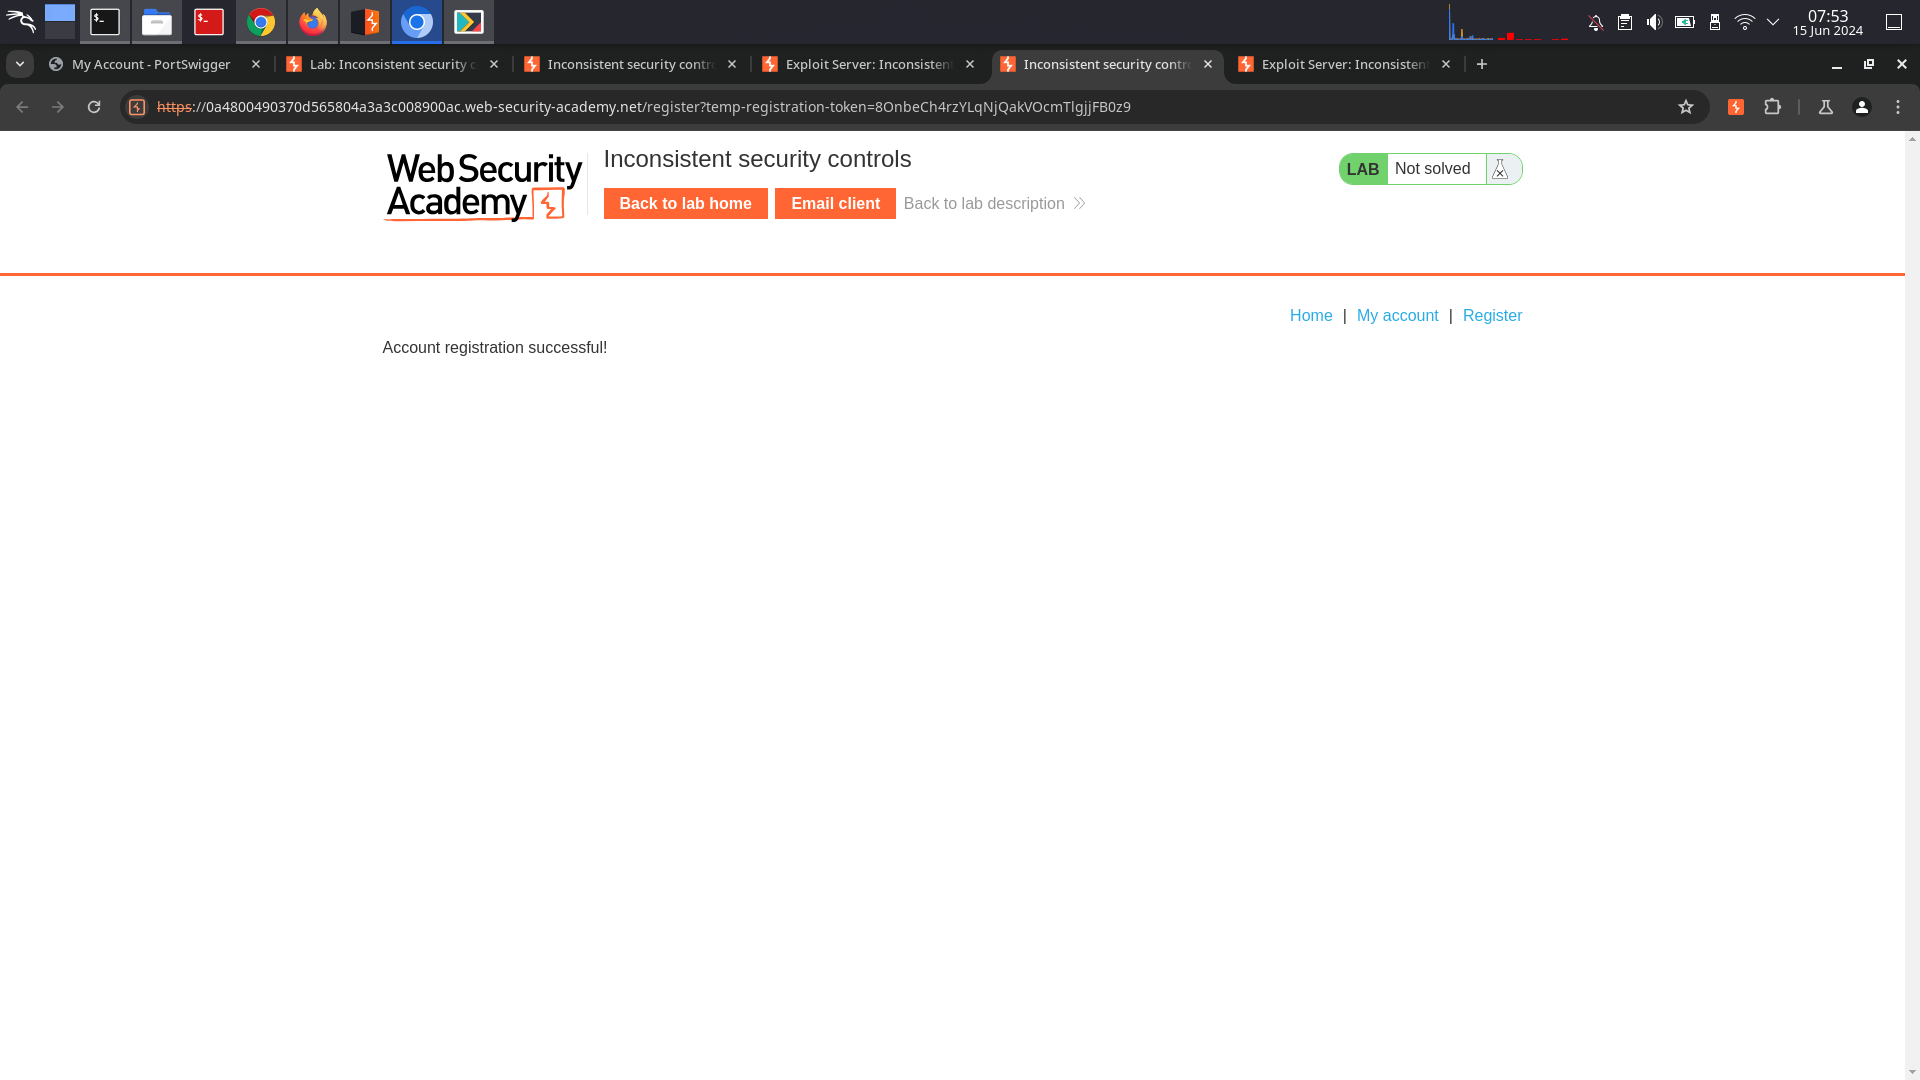 07:53
15 Jun 2024
My Account - PortSwigger
Lab: Inconsistent security c
Inconsistent security contr
Exploit Server: Inconsistent
Inconsistent security contr
Exploit Server: Inconsistent
https://0a4800490370d565804a3a3c008900ac.web-security-academy.net/register?temp-registration-token=8OnbeCh4rzYLqNjQakVOcmTlgjjFB0z9
Web Security
Academy
Inconsistent security controls
Back to lab home
Email client
Back to lab description
LAB
Not solved
Home | My account | Register
Account registration successful!